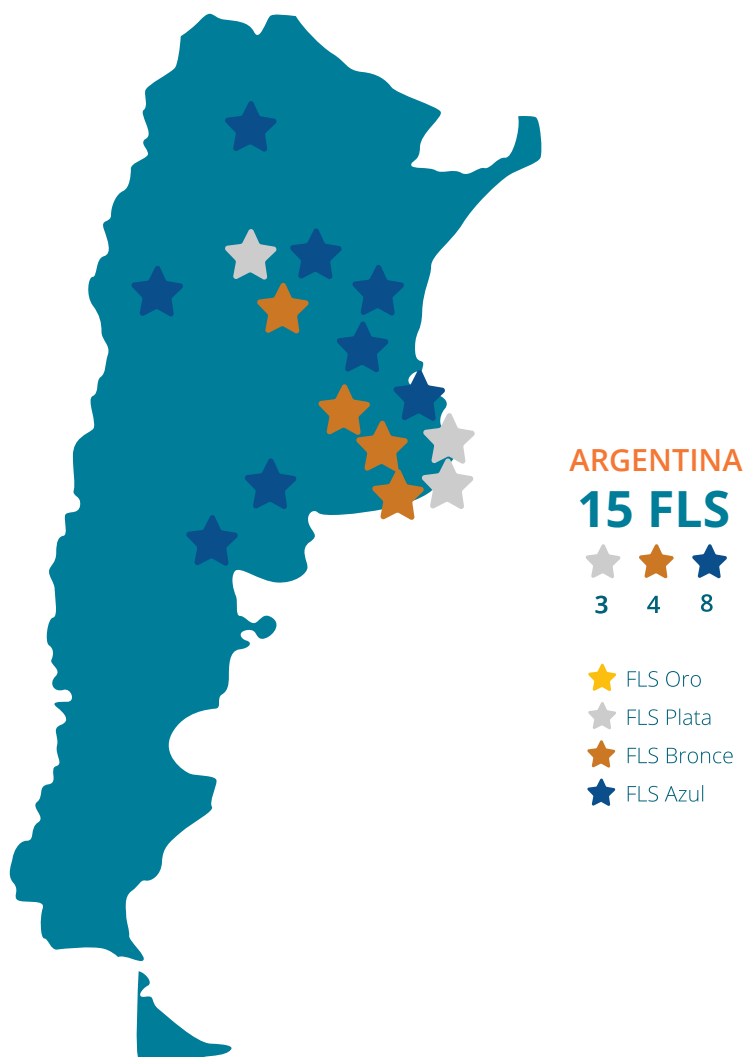 ARGENTINA
15 FLS
3 4 8
FLS Oro
FLS Plata
FLS Bronce
FLS Azul